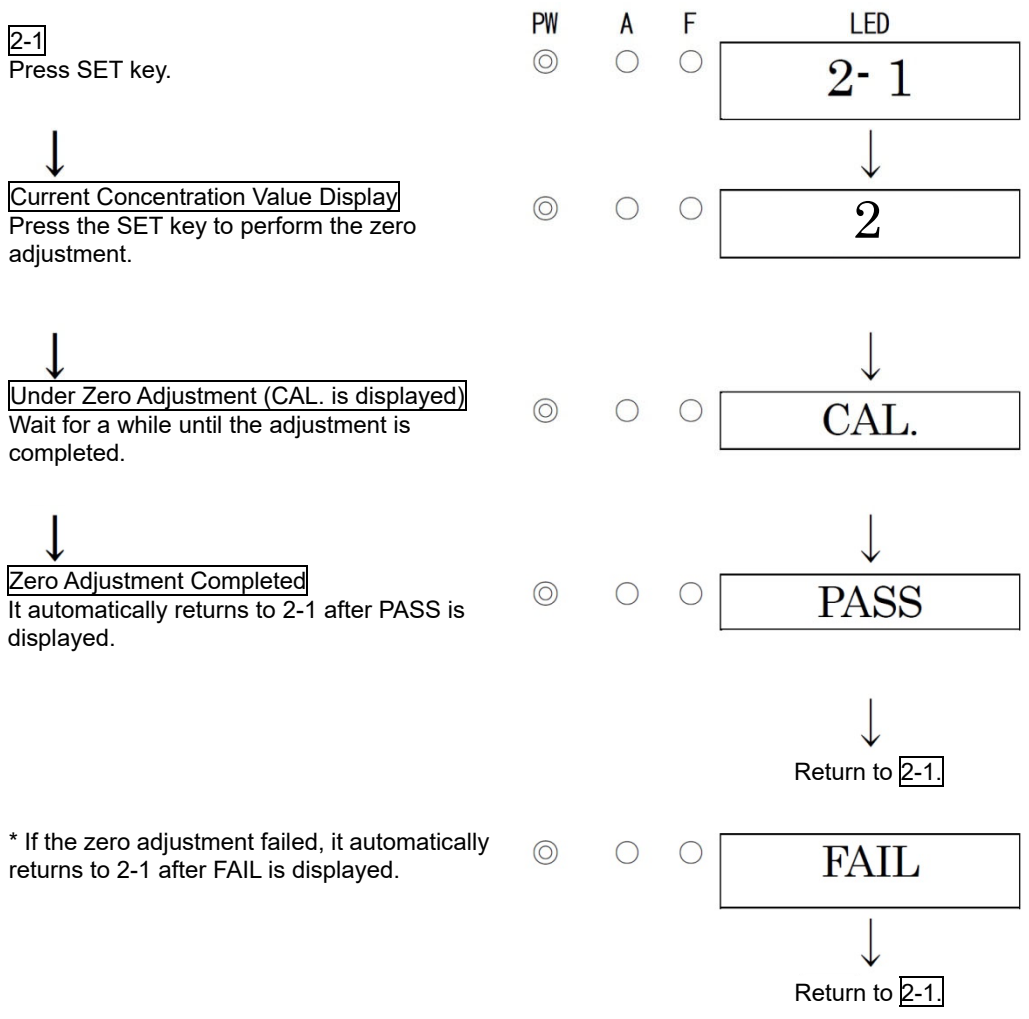 PW A F LED
2-1
Press SET key.
2- 1
Current Concentration Value Display
Press the SET key to perform the zero
adjustment.
2
Under Zero Adjustment (CAL. is displayed)
Wait for a while until the adjustment is
completed.
CAL.
Zero Adjustment Completed
It automatically returns to 2-1 after PASS is
displayed.
PASS
Return to 2-1.
* If the zero adjustment failed, it automatically
returns to 2-1 after FAIL is displayed.
FAIL
Return to 2-1.